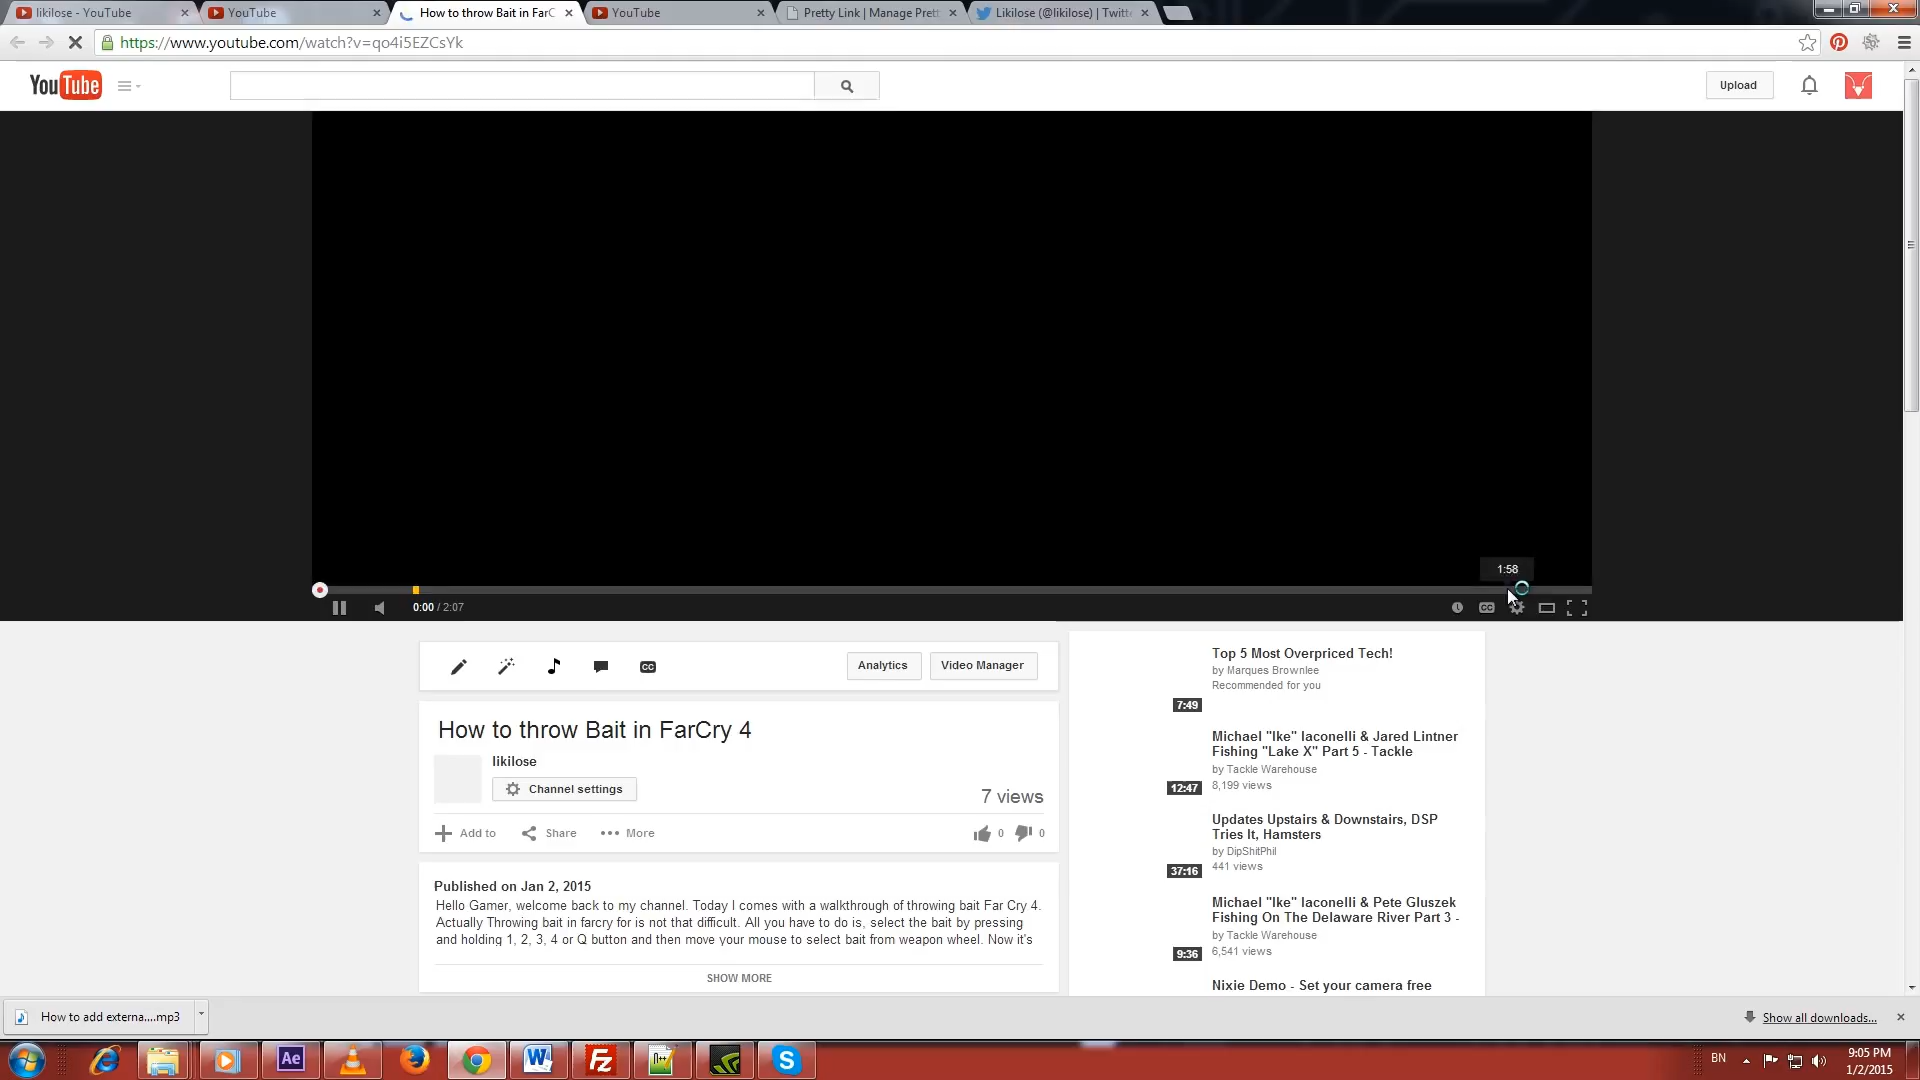 likilose - YouTube
YouTube
How to throw Bait in FarC
YouTube
Pretty Link | Manage Prett
Likilose (@likilose) | Twitte
https://www.youtube.com/watch?v=qo4i5EZCsYk
YouTube
Upload
1:58
0:00 / 2:07
CC
CC
Analytics
Video Manager
How to throw Bait in FarCry 4
likilose
Channel settings
7 views
Add to
Share
More
0
0
Published on Jan 2, 2015
Hello Gamer, welcome back to my channel. Today I comes with a walkthrough of throwing bait Far Cry 4.
Actually Throwing bait in farcry for is not that difficult. All you have to do is, select the bait by pressing
and holding 1, 2, 3, 4 or Q button and then move your mouse to select bait from weapon wheel. Now it's
SHOW MORE
Top 5 Most Overpriced Tech!
by Marques Brownlee
Recommended for you
7:49
Michael "Ike" Iaconelli & Jared Lintner
Fishing "Lake X" Part 5 - Tackle
by Tackle Warehouse
8,199 views
12:47
Updates Upstairs & Downstairs, DSP
Tries It, Hamsters
by DipShitPhil
441 views
37:16
Michael "Ike" Iaconelli & Pete Gluszek
Fishing On The Delaware River Part 3 -
by Tackle Warehouse
6,541 views
9:36
Nixie Demo - Set your camera free
How to add externa....mp3
Show all downloads...
Ae
W
Fz
S
BN
9:05 PM
1/2/2015